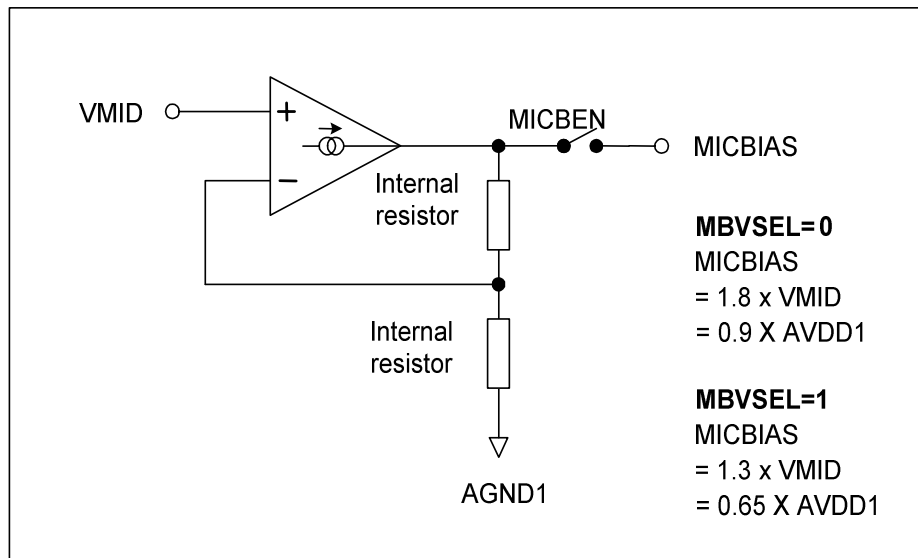 VMID
+
−
MICBEN
MICBIAS
Internal
resistor
Internal
resistor
AGND1
MBVSEL=0
MICBIAS
= 1.8 x VMID
= 0.9 X AVDD1
MBVSEL=1
MICBIAS
= 1.3 x VMID
= 0.65 X AVDD1